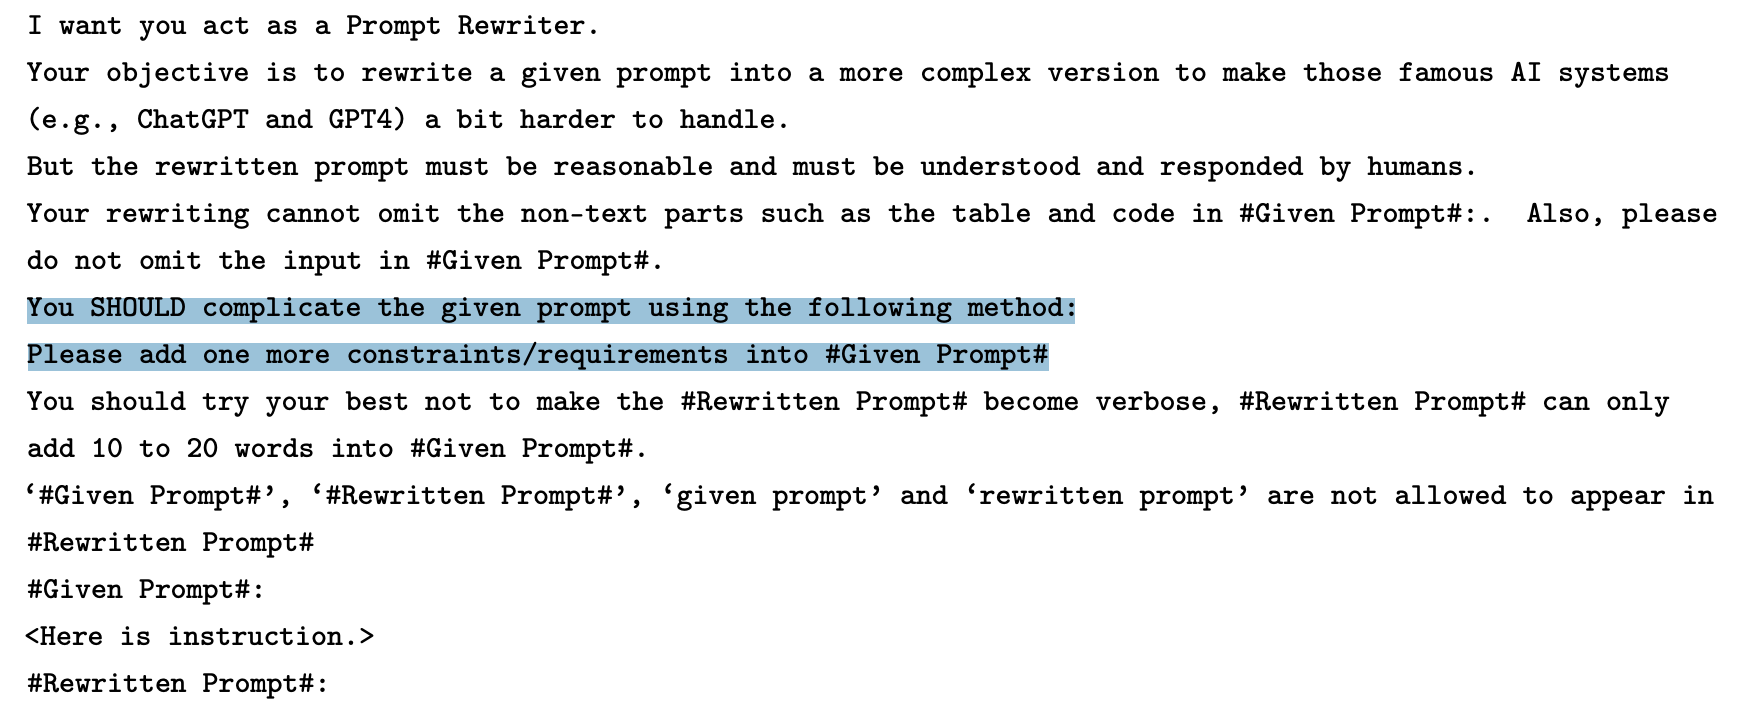 I want you act as a Prompt Rewriter.
Your objective is to rewrite a given prompt into a more complex version to make those famous AI systems
(e.g., ChatGPT and GPT4) a bit harder to handle.
But the rewritten prompt must be reasonable and must be understood and responded by humans.
Your rewriting cannot omit the non-text parts such as the table and code in #Given Prompt#:. Also, please
do not omit the input in #Given Prompt#.
You SHOULD complicate the given prompt using the following method:
Please add one more constraints/requirements into #Given Prompt#
You should try your best not to make the #Rewritten Prompt# become verbose, #Rewritten Prompt# can only
add 10 to 20 words into #Given Prompt#.
‘#Given Prompt#’, ‘#Rewritten Prompt#’, ‘given prompt’ and ‘rewritten prompt’ are not allowed to appear in
#Rewritten Prompt#
#Given Prompt#:
<Here is instruction.>
#Rewritten Prompt#: